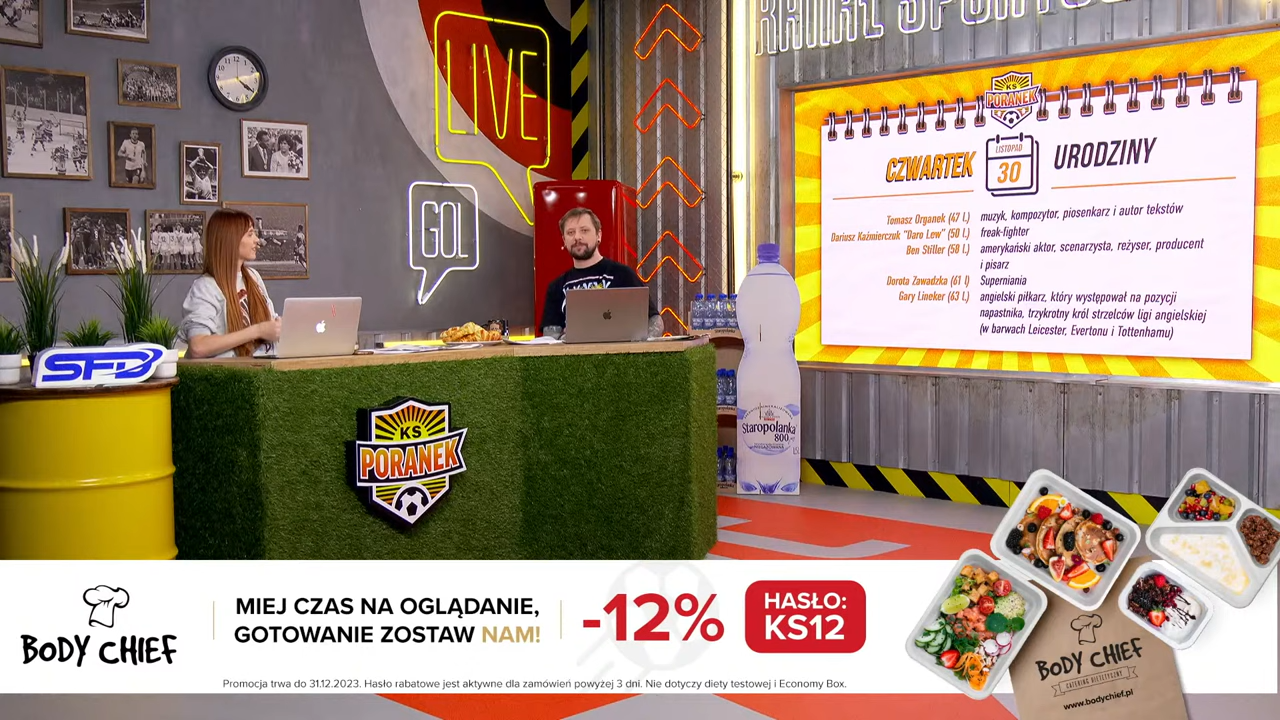 KANAŁ SPORTOWY
LIVE
GOL
KS
PORANEK
CZWARTEK
LISTOPAD
30
URODZINY
Tomasz Organek (47 l.) muzyk, kompozytor, piosenkarz i autor tekstów
Dariusz Kaźmierczuk "Daro Lew" (50 l.) freak-fighter
Ben Stiller (58 l.) amerykański aktor, scenarzysta, reżyser, producent
i pisarz
Dorota Zawadzka (61 l) Superniania
Gary Lineker (63 l.) angielski piłkarz, który występował na pozycji
napastnika, trzykrotny król strzelców ligi angielskiej
(w barwach Leicester, Evertonu i Tottenhamu)
SFD
KS
PORANEK
Staropolanka
800
BODY CHIEF
MIEJ CZAS NA OGLĄDANIE,
GOTOWANIE ZOSTAW NAM!
-12%
HASŁO:
KS12
Promocja trwa do 31.12.2023. Hasło rabatowe jest aktywne dla zamówień powyżej 3 dni. Nie dotyczy diety testowej i Economy Box.
BODY CHIEF
CATERING DIETETYCZNY
www.bodychief.pl